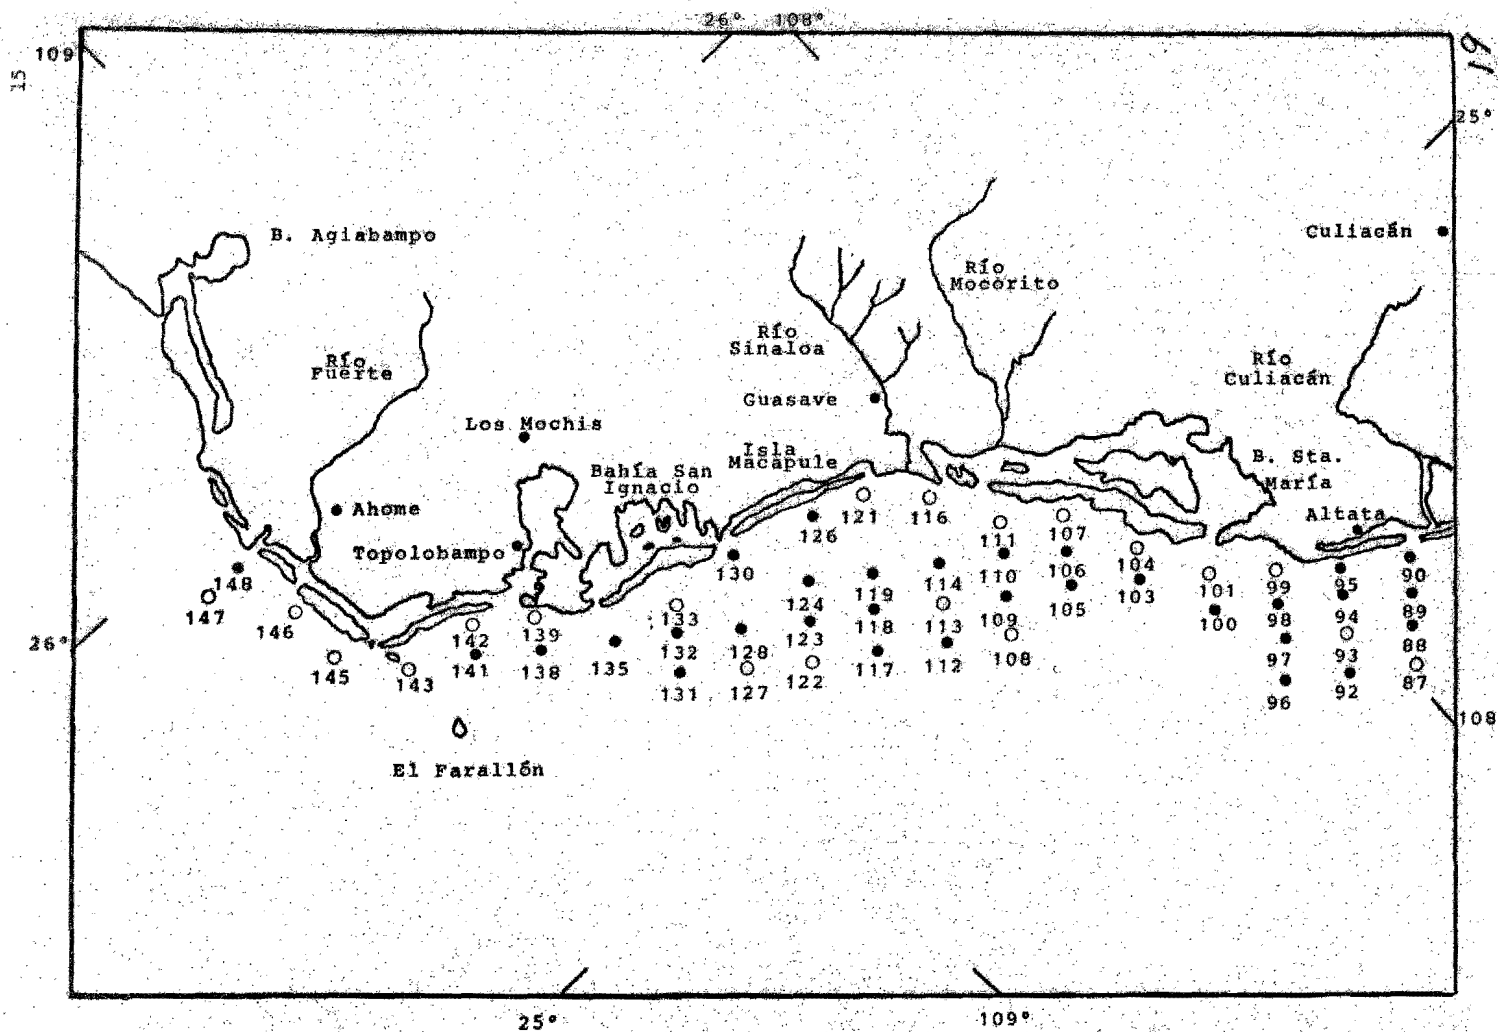 26° 108°
109
15
19
25°
B. Agiabampo
Culiacán
Río
Mocorito
Río
Sinaloa
Río
Fuerte
Río
Culiacán
Guasave
Los Mochis
Isla
Macapule
Bahía San
Ignacio
B. Sta.
María
Ahome
Altata
Topolobampo
121
116
126
111
107
130
148
147
146
145
143
142
141
139
138
135
133
132
131
128
127
124
123
122
119
118
117
114
113
112
110
109
108
106
105
104
103
101
100
99
98
97
96
95
94
93
92
90
89
88
87
26°
108
El Farallón
25°
109°